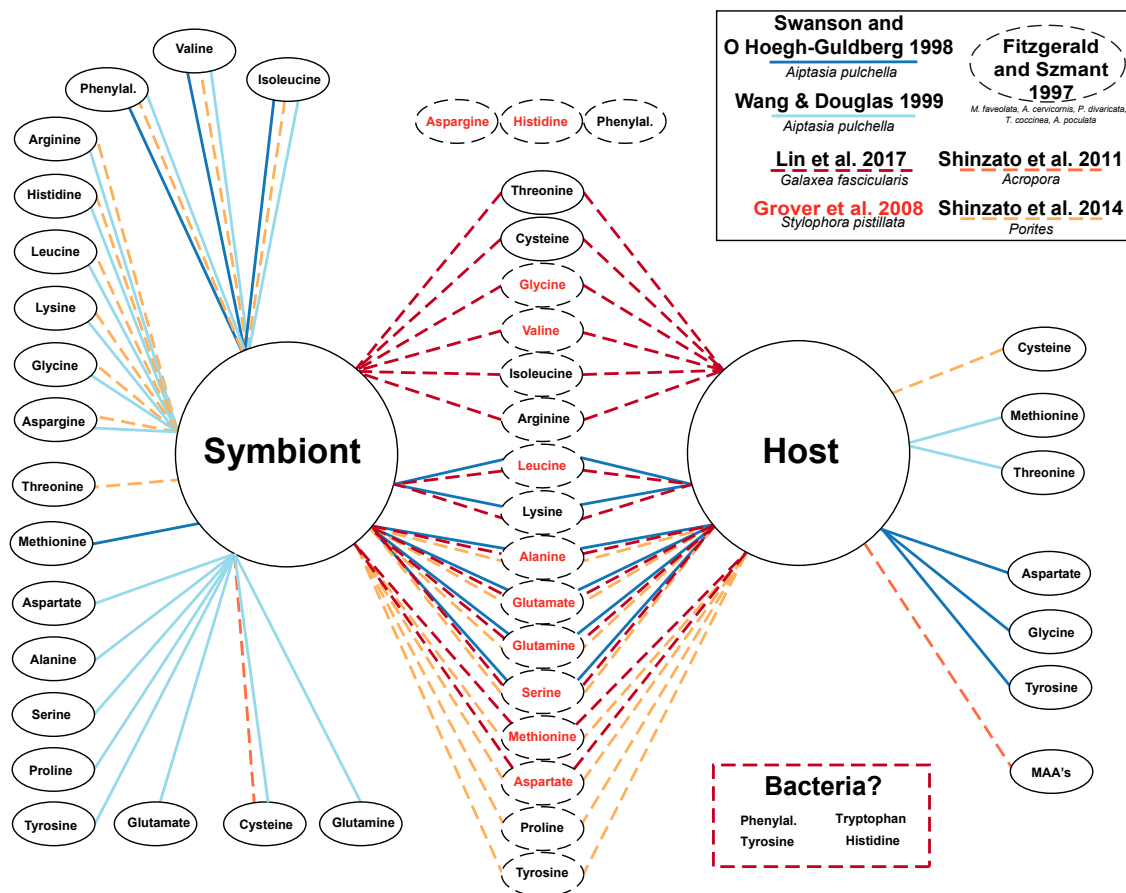 Swanson and
O Hoegh-Guldberg 1998
Aiptasia pulchella
Wang & Douglas 1999
Aiptasia pulchella
Lin et al. 2017
Galaxea fascicularis
Grover et al. 2008
Stylophora pistillata
Fitzgerald
and Szmant
1997
M. faveolata, A. cervicornis, P. divaricata,
T. coccinea, A. poculata
Shinzato et al. 2011
Acropora
Shinzato et al. 2014
Porites
Valine
Phenylal.
Isoleucine
Arginine
Histidine
Leucine
Lysine
Glycine
Aspargine
Threonine
Methionine
Aspartate
Alanine
Serine
Proline
Tyrosine
Glutamate
Cysteine
Glutamine
Symbiont
Aspargine
Histidine
Phenylal.
Threonine
Cysteine
Glycine
Valine
Isoleucine
Arginine
Leucine
Lysine
Alanine
Glutamate
Glutamine
Serine
Methionine
Aspartate
Proline
Tyrosine
Host
Cysteine
Methionine
Threonine
Aspartate
Glycine
Tyrosine
MAA's
Bacteria?
Phenylal. Tryptophan
Tyrosine Histidine